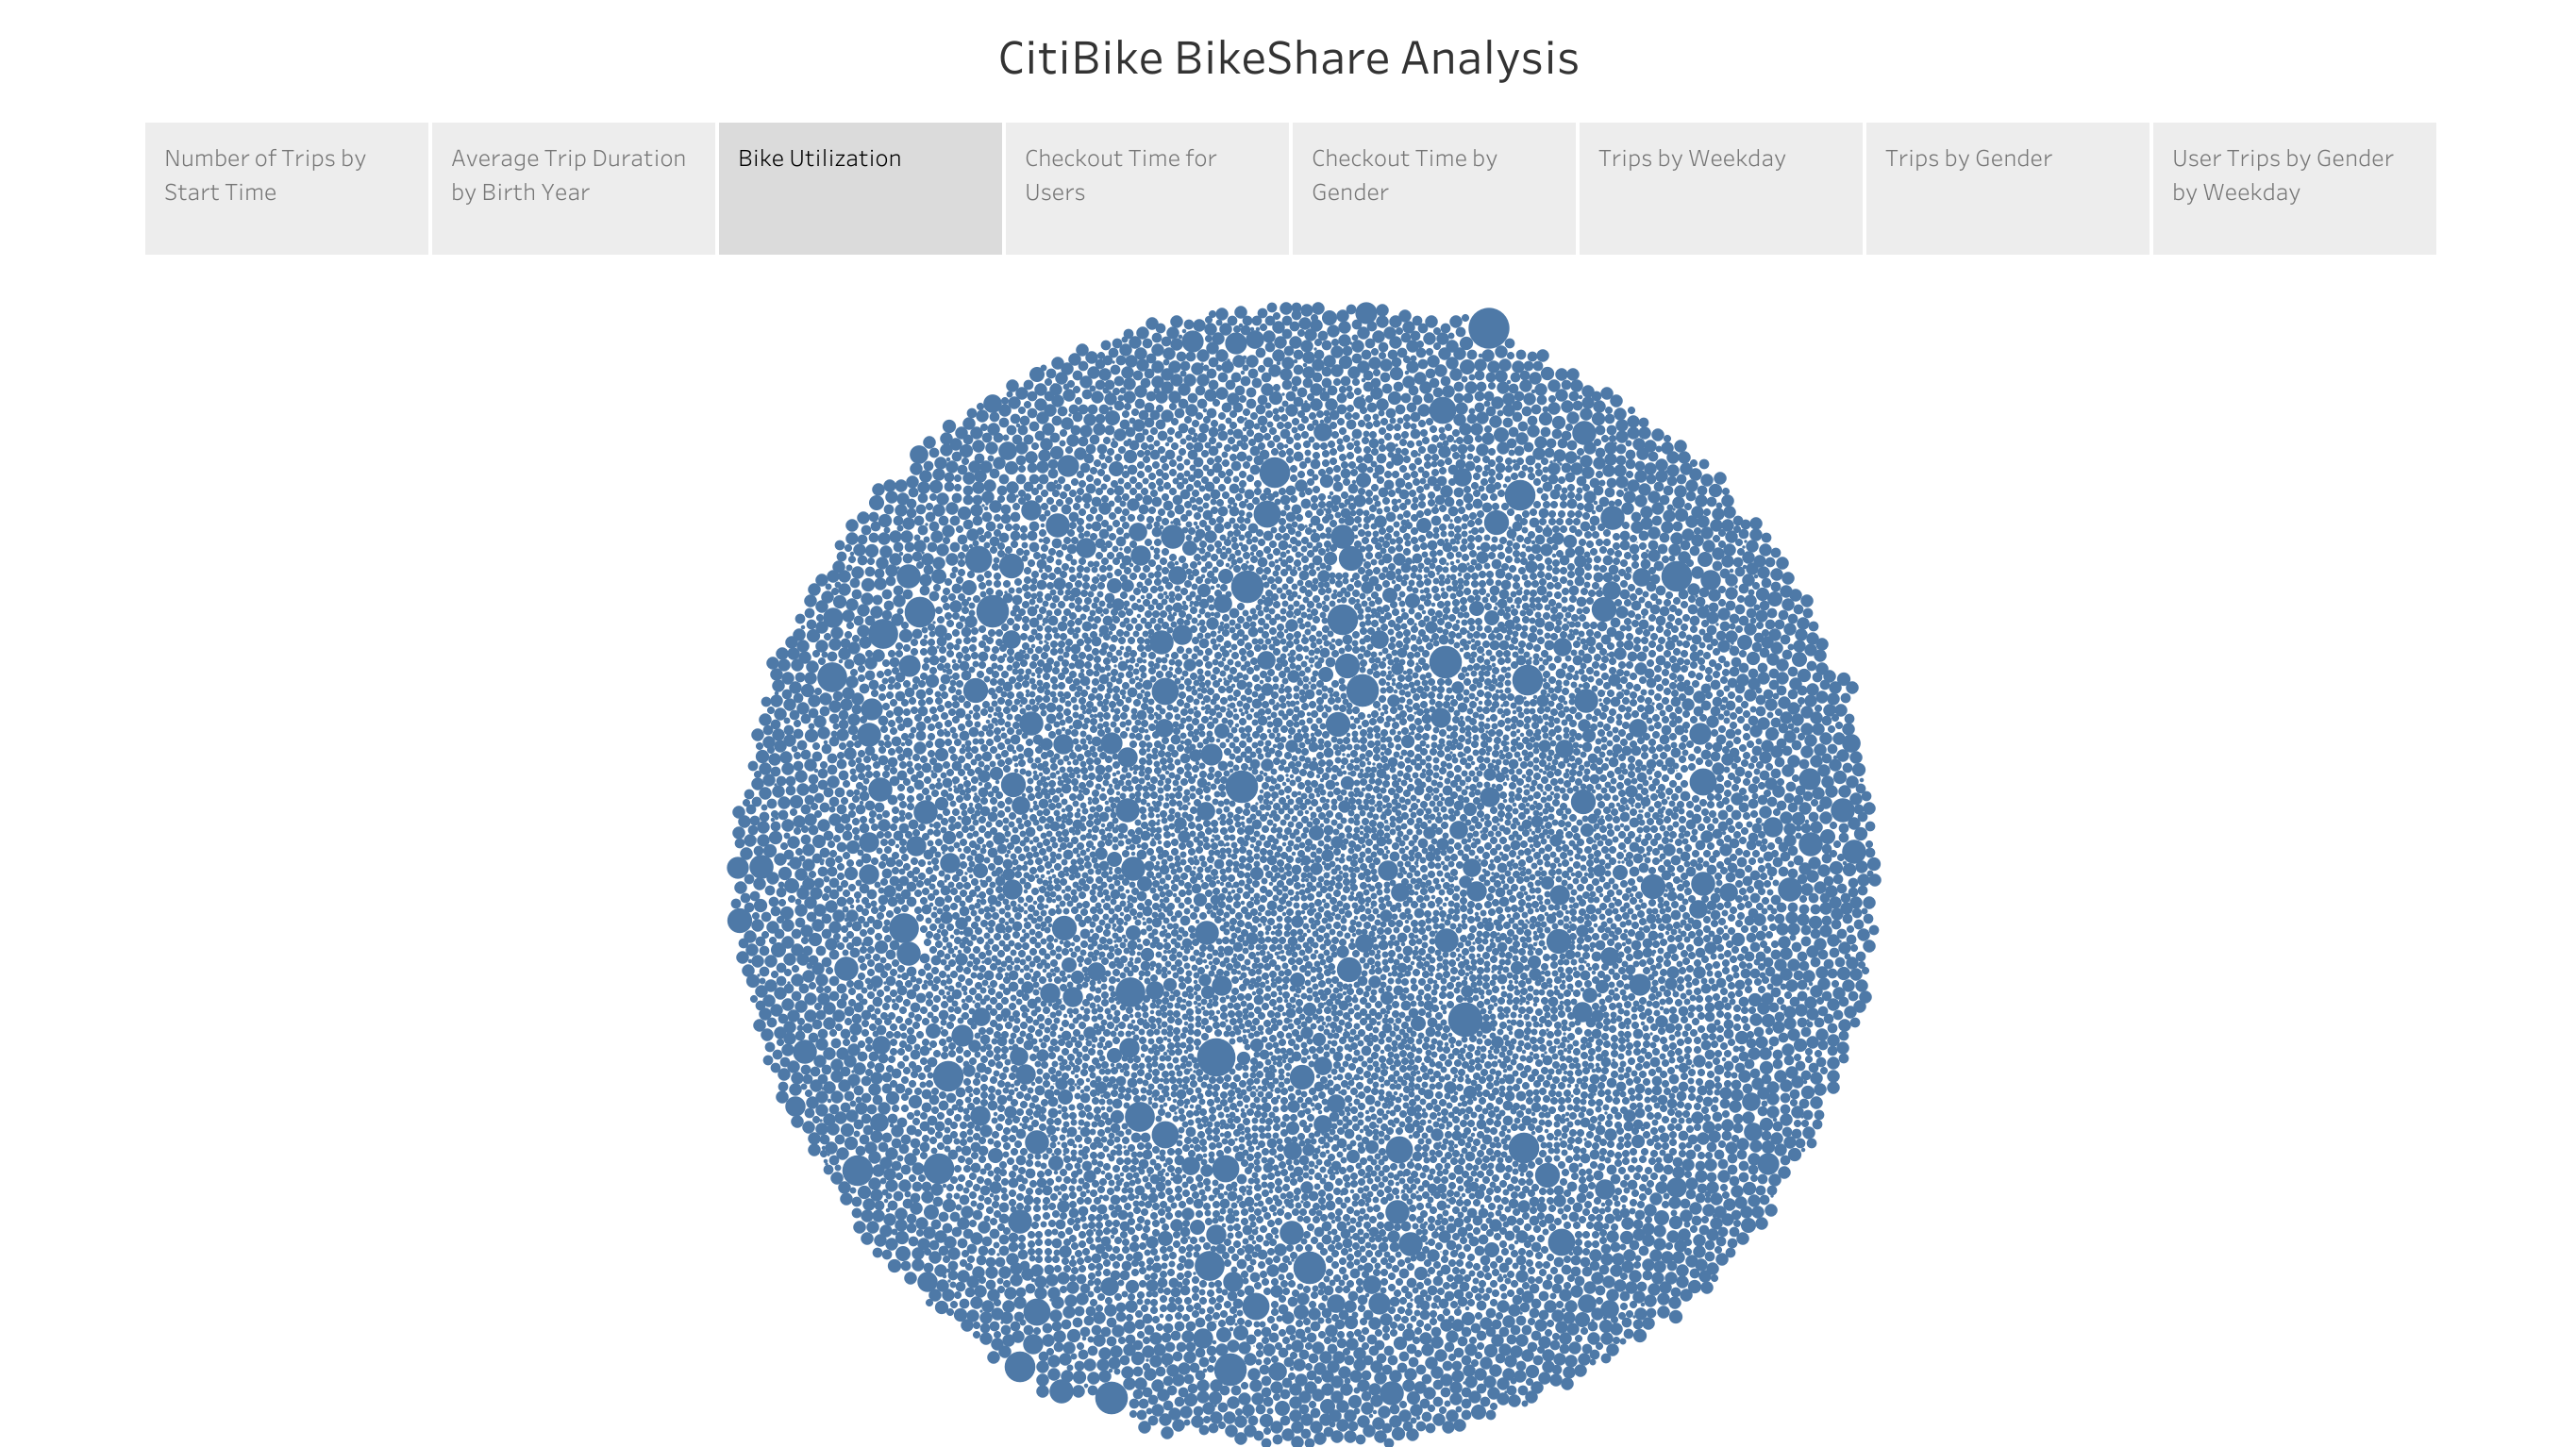 CitiBike BikeShare Analysis
Number of Trips by
Start Time
Average Trip Duration
by Birth Year
Bike Utilization
Checkout Time for
Users
Checkout Time by
Gender
Trips by Weekday
Trips by Gender
User Trips by Gender
by Weekday